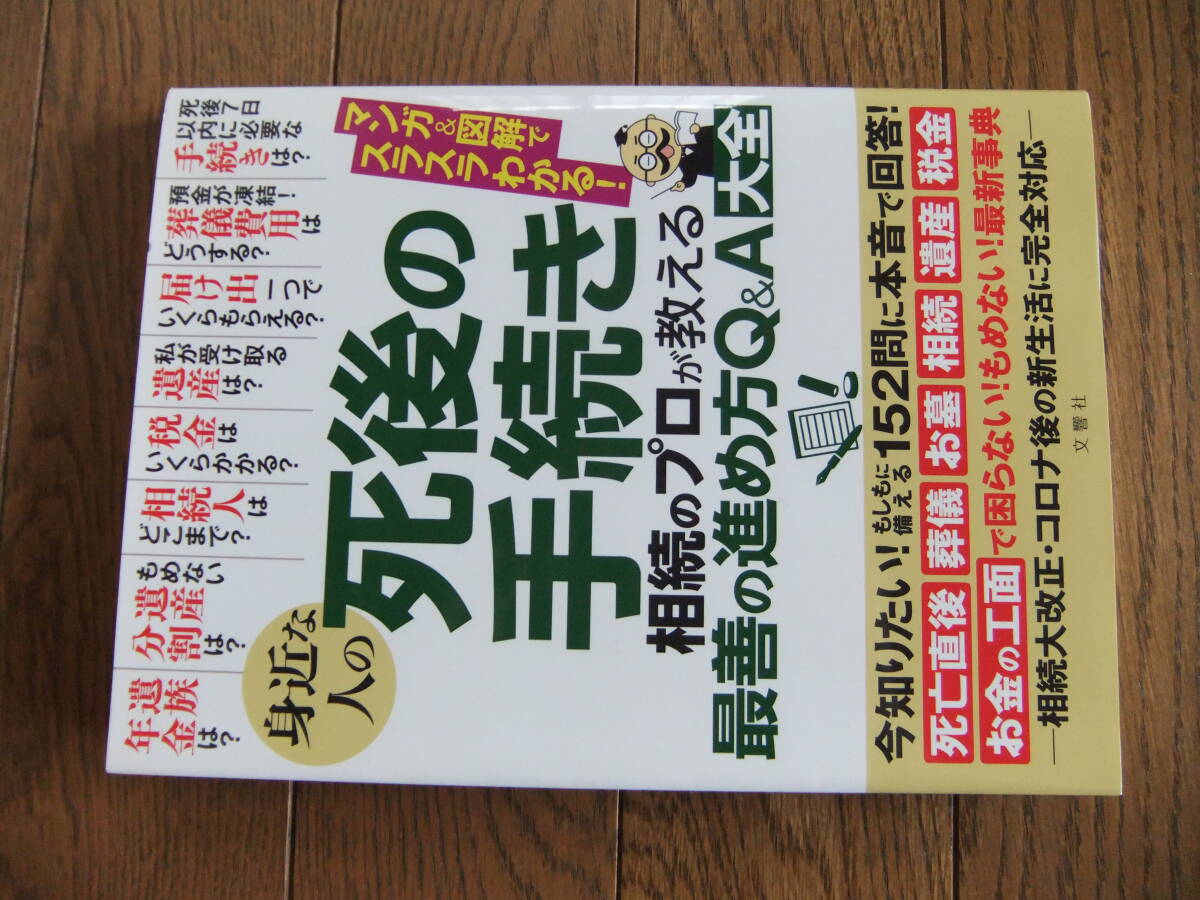 死後7日
以内に必要な
手続きは?
預金が凍結!
葬儀費用は
どうする?
届け出一つで
いくらもらえる?
私が受け取る
遺産は?
税金は
いくらかかる?
相続人は
どこまで?
もめない
遺産分割は?
遺族年金は?
マンガ&図解で
スラスラわかる!
身近な
人の
死後の
手続き
相続のプロが教える
最善の進め方Q&A大全
今知りたい!もしもに備える152問に本音で回答!
死亡直後 葬儀 お墓 相続 遺産 税金
お金の工面で困らない!もめない!最新事典
―相続大改正・コロナ後の新生活に完全対応―
文響社